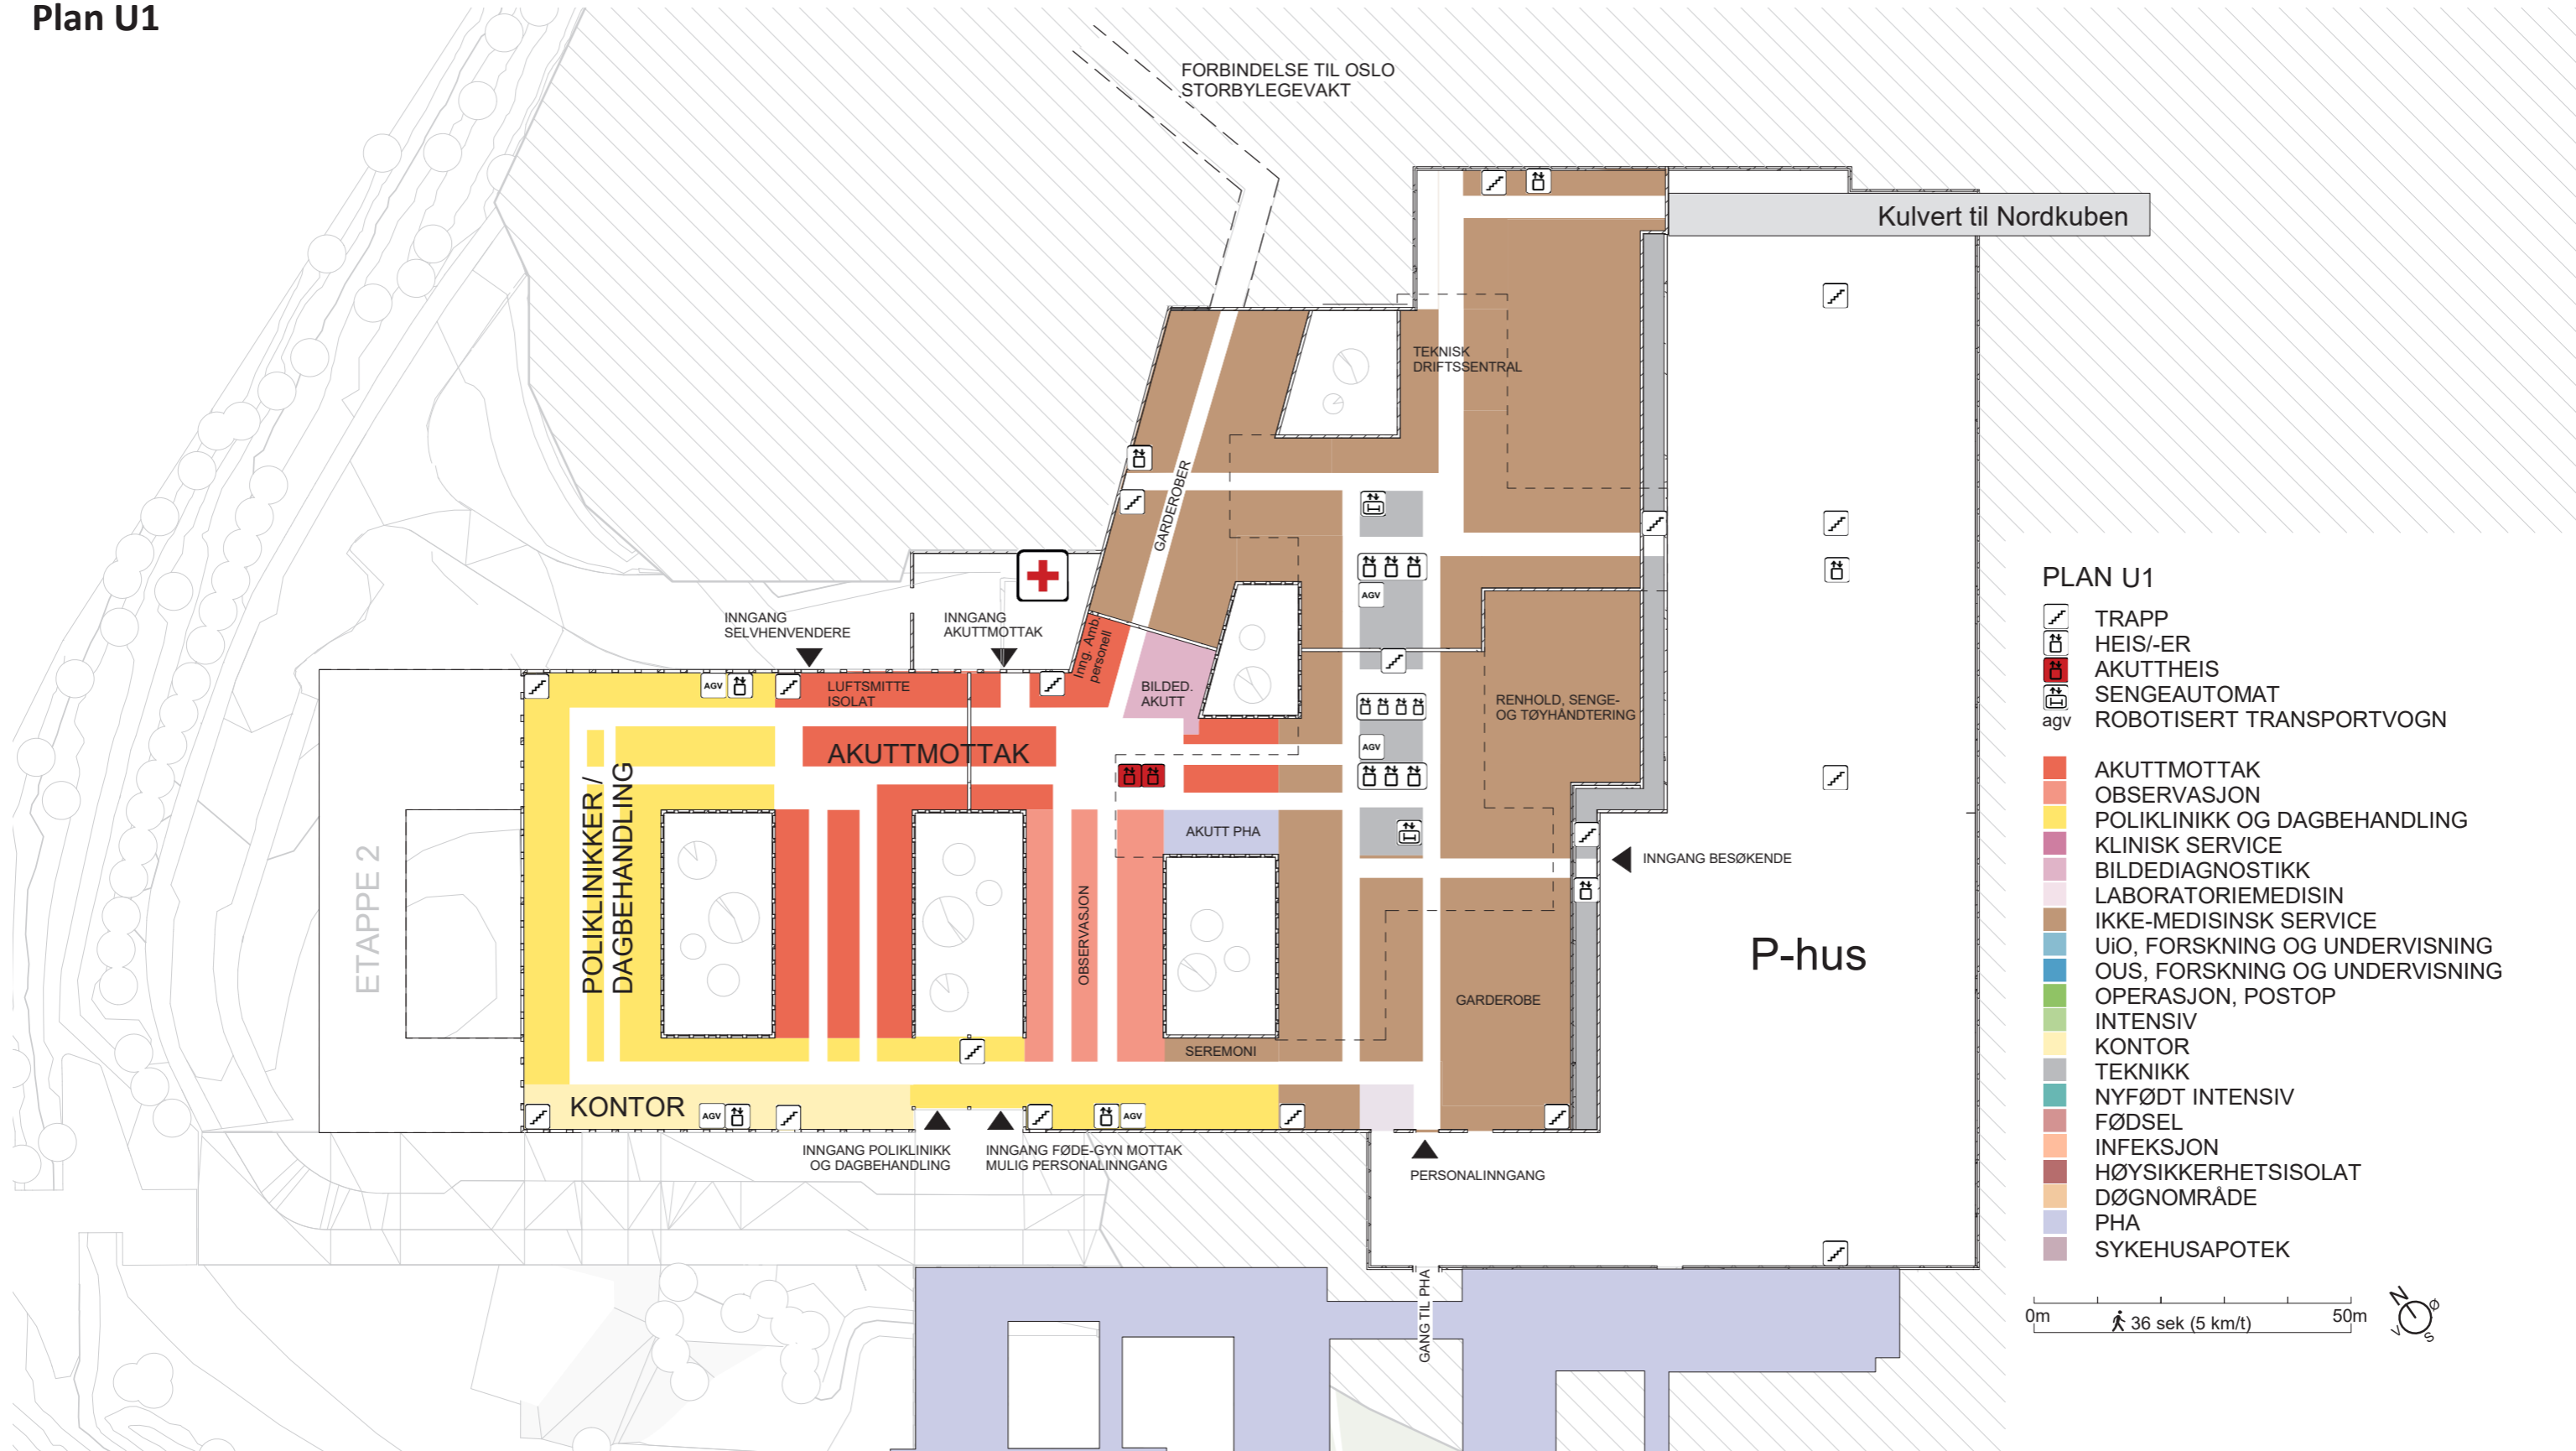 Plan U1
FORBINDELSE TIL OSLO
STORBYLEGEVAKT
Kulvert til Nordkuben
TEKNISK
DRIFTSSENTRAL
GARDEROBER
AGV
INNGANG
SELVHENVENDERE
INNGANG
AKUTTMOTTAK
Inng. Amb.
personell
AGV
LUFTSMITTE
ISOLAT
BILDED.
AKUTT
RENHOLD, SENGE-
OG TØYHÅNDTERING
AKUTTMOTTAK
AGV
POLIKLINIKKER /
DAGBEHANDLING
ETAPPE 2
AKUTT PHA
OBSERVASJON
INNGANG BESØKENDE
P-hus
GARDEROBE
SEREMONI
KONTOR
AGV
AGV
INNGANG POLIKLINIKK
OG DAGBEHANDLING
INNGANG FØDE-GYN MOTTAK
MULIG PERSONALINNGANG
PERSONALINNGANG
GANG TIL PHA
PLAN U1
TRAPP
HEIS/-ER
AKUTTHEIS
SENGEAUTOMAT
agv ROBOTISERT TRANSPORTVOGN
AKUTTMOTTAK
OBSERVASJON
POLIKLINIKK OG DAGBEHANDLING
KLINISK SERVICE
BILDEDIAGNOSTIKK
LABORATORIEMEDISIN
IKKE-MEDISINSK SERVICE
UiO, FORSKNING OG UNDERVISNING
OUS, FORSKNING OG UNDERVISNING
OPERASJON, POSTOP
INTENSIV
KONTOR
TEKNIKK
NYFØDT INTENSIV
FØDSEL
INFEKSJON
HØYSIKKERHETSISOLAT
DØGNOMRÅDE
PHA
SYKEHUSAPOTEK
0m 36 sek (5 km/t) 50m
N
Ø
V
S